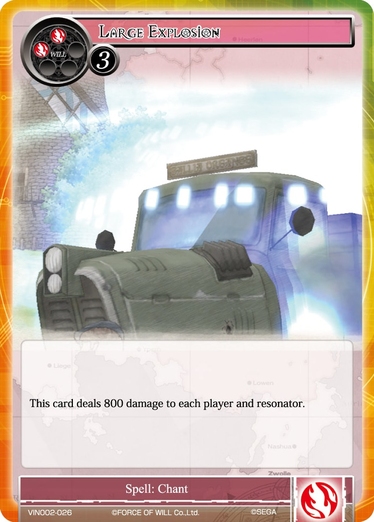 Large Explosion
WILL
3
This card deals 800 damage to each player and resonator.
Zwolle
Spell: Chant
VIN002-026 ©FORCE OF WILL Co.,Ltd. ©SEGA